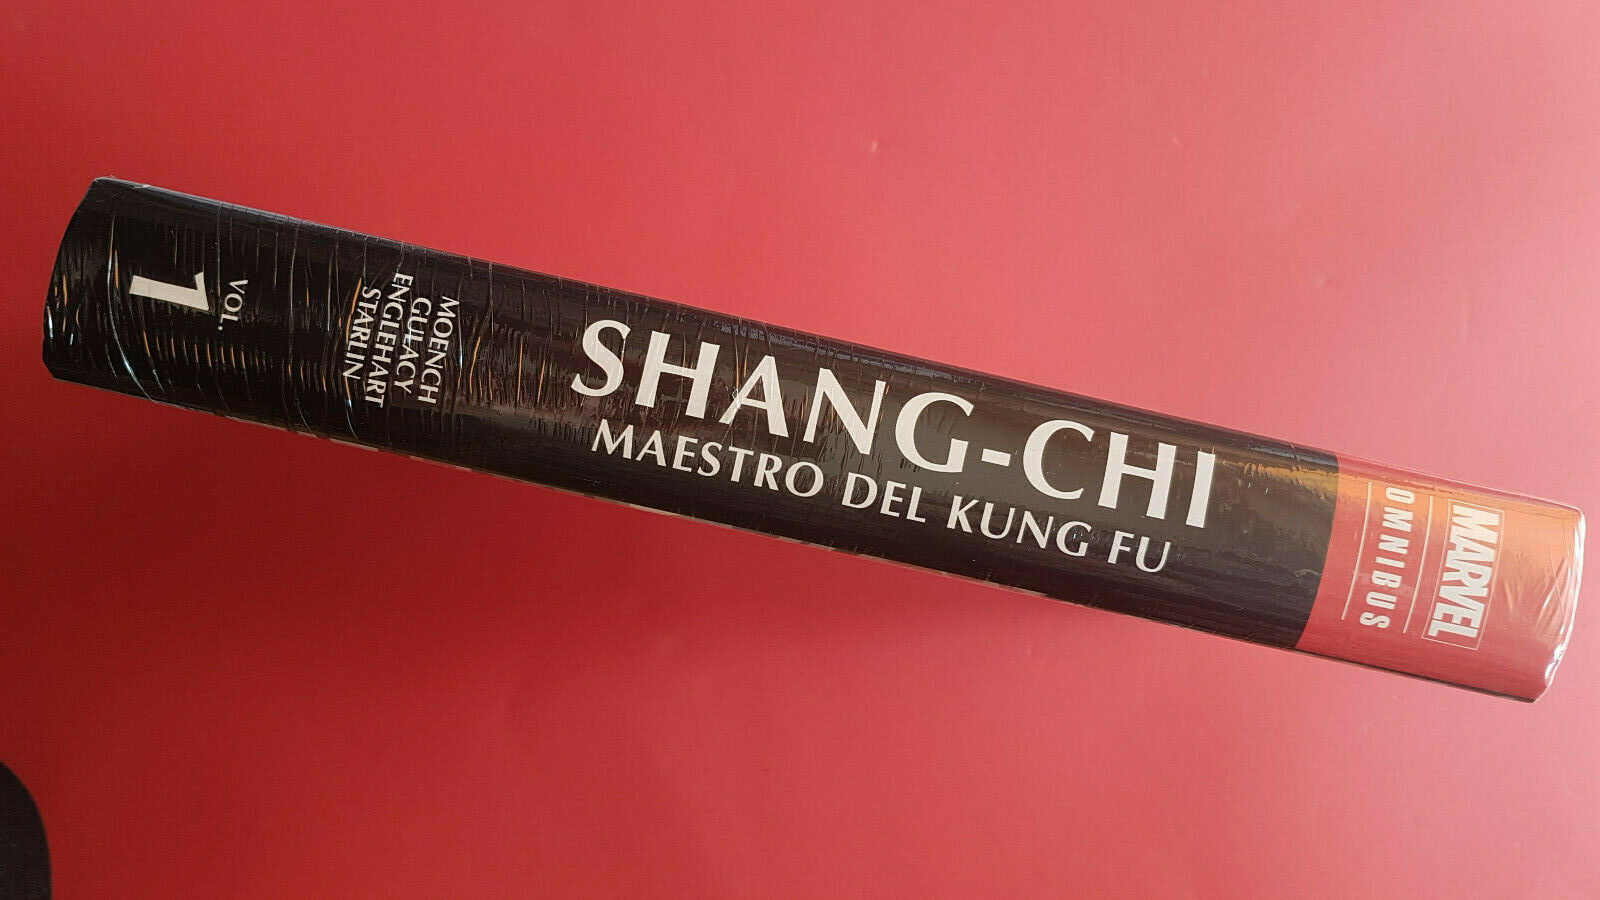 1
VOL.
MOENCH
GULACY
ENGLEHART
STARLIN
SHANG-CHI
MAESTRO DEL KUNG FU
OMNIBUS
MARVEL